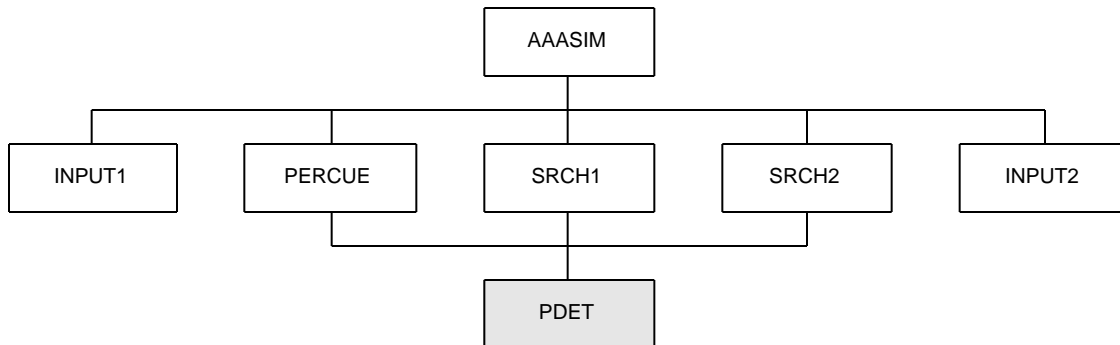 AAASIM
INPUT1
PERCUE
SRCH1
SRCH2
INPUT2
PDET